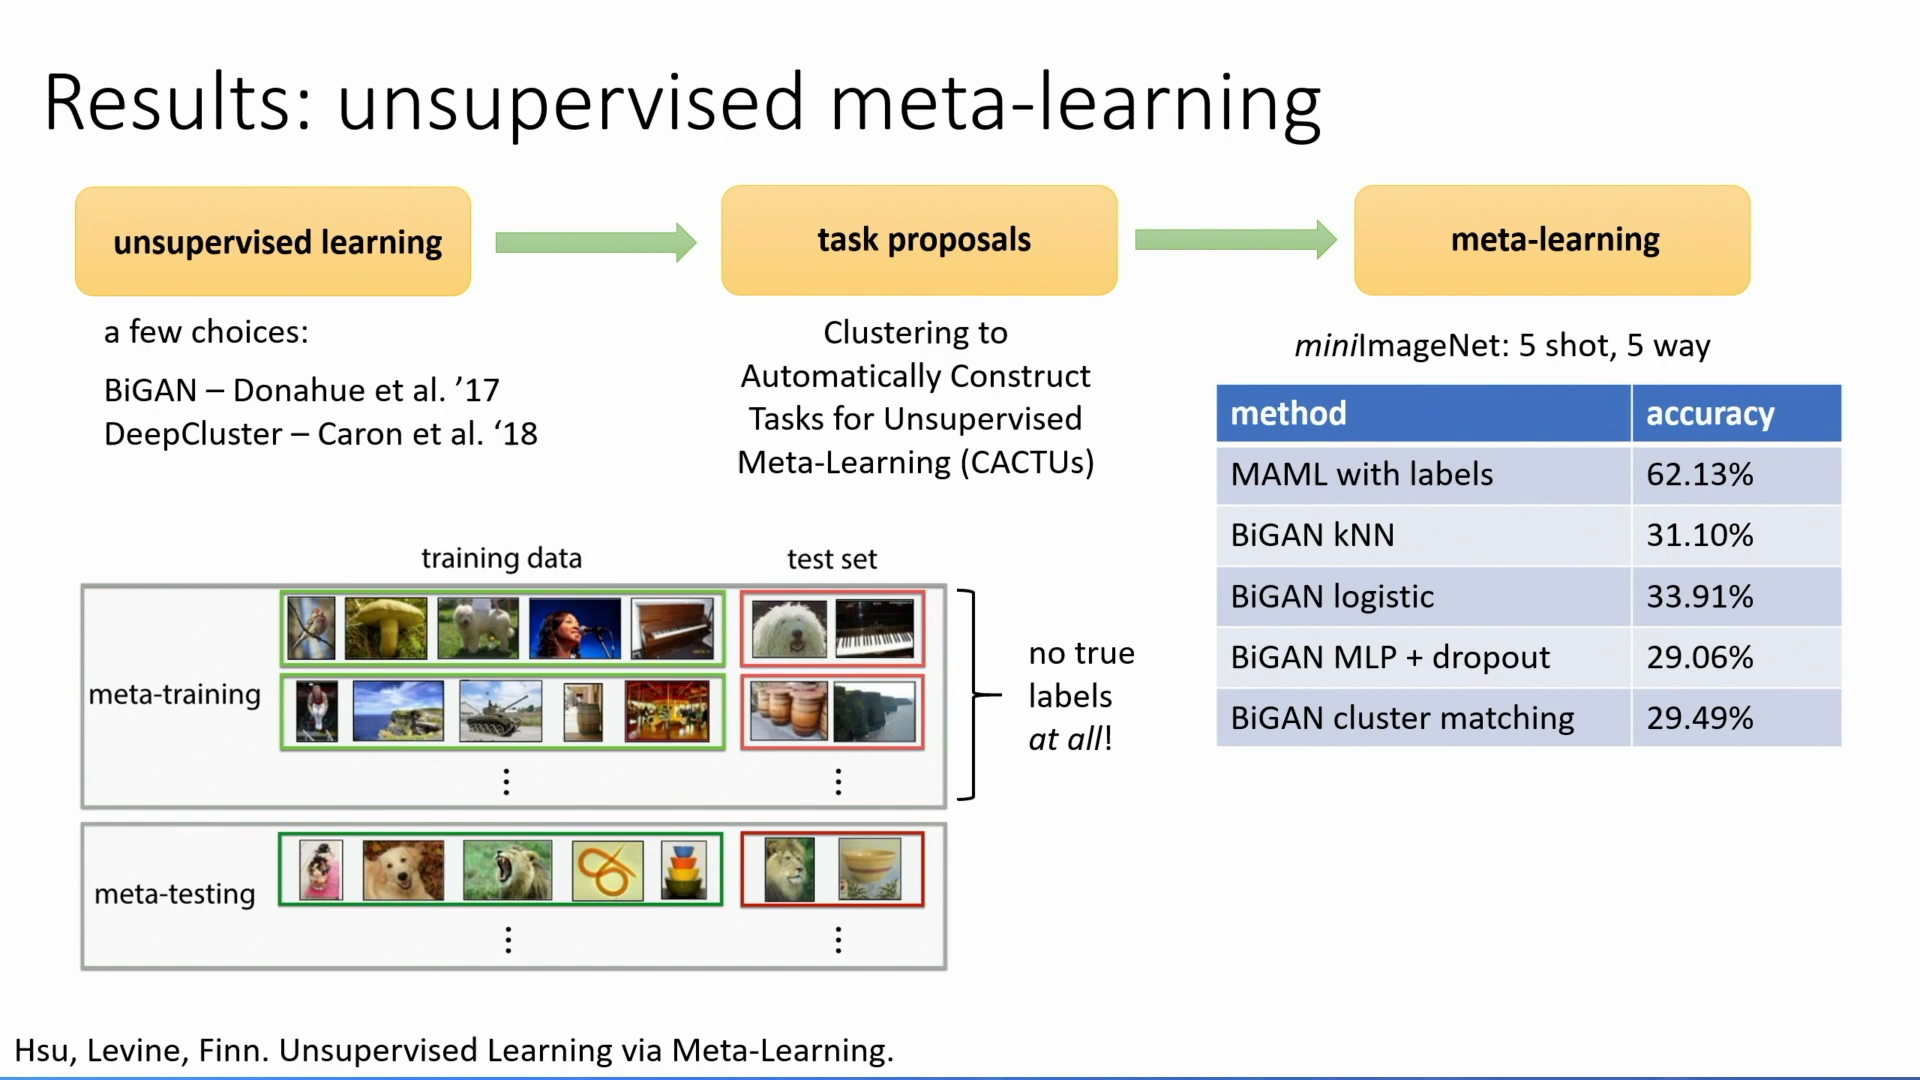 Results: unsupervised meta-learning
unsupervised learning
task proposals
meta-learning
a few choices:
BiGAN – Donahue et al. ’17
DeepCluster – Caron et al. ‘18
Clustering to
Automatically Construct
Tasks for Unsupervised
Meta-Learning (CACTUs)
miniImageNet: 5 shot, 5 way
method accuracy
MAML with labels 62.13%
BiGAN kNN 31.10%
BiGAN logistic 33.91%
BiGAN MLP + dropout 29.06%
BiGAN cluster matching 29.49%
training data test set
meta-training
no true
labels
at all!
meta-testing
Hsu, Levine, Finn. Unsupervised Learning via Meta-Learning.